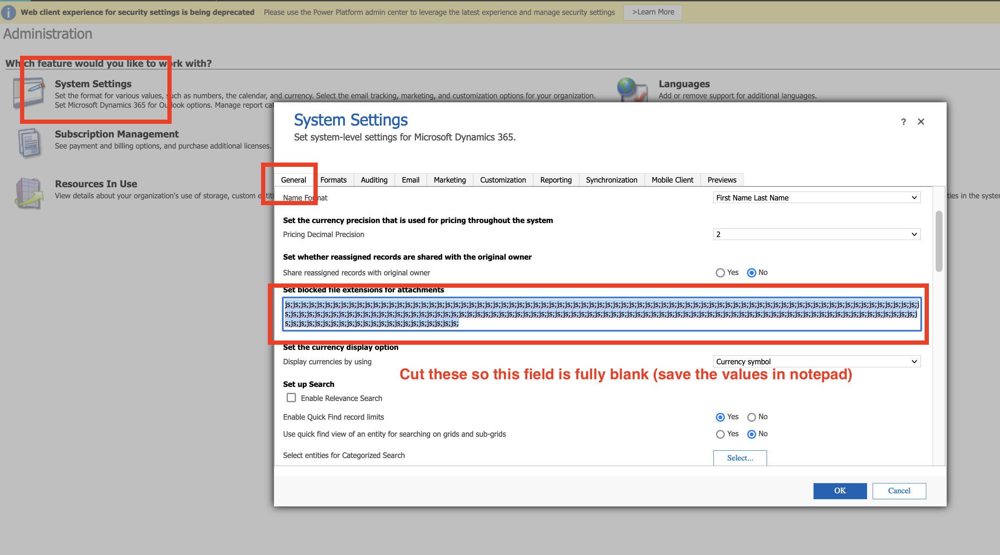 Web client experience for security settings is being deprecated Please use the Power Platform admin center to leverage the latest experience and manage security settings >Learn More
Administration
Which feature would you like to work with?
System Settings
Set the format for various values, such as numbers, the calendar, and currency. Select the email tracking, marketing, and customization options for your organization.
Set Microsoft Dynamics 365 for Outlook options. Manage report cat
Languages
Add or remove support for additional languages.
Subscription Management
See payment and billing options, and purchase additional licenses.
Resources In Use
View details about your organization's use of storage, custom entiti
ties in the system
System Settings
? ×
Set system-level settings for Microsoft Dynamics 365.
General Formats Auditing Email Marketing Customization Reporting Synchronization Mobile Client Previews
Name Format First Name Last Name
Set the currency precision that is used for pricing throughout the system
Pricing Decimal Precision 2
Set whether reassigned records are shared with the original owner
Share reassigned records with original owner Yes No
Set blocked file extensions for attachments
js;js;js;js;js;js;js;js;js;js;js;js;js;js;js;js;js;js;js;js;js;js;js;js;js;js;js;js;js;js;js;js;js;js;js;js;js;js;js;js;js;js;js;js;js;js;js;js;js;js;js;js;js;js;js;js;js;js;js;js;js;js;js;js;js;js;js;js;js;js;js;js;js;js;js;js;js;js;js;j
s;js;js;js;js;js;js;js;js;js;js;js;js;js;js;js;js;js;js;js;js;js;js;js;js;js;js;js;js;js;js;js;js;js;js;js;js;js;js;js;js;js;js;js;js;js;js;js;js;js;js;js;js;js;js;js;js;js;js;js;js;js;js;js;js;js;js;js;js;js;js;js;js;js;js;js;js;js;js;j
s;js;js;js;js;js;js;js;js;js;js;js;js;js;js;js;js;js;js;js;js;js;
Set the currency display option
Display currencies by using Currency symbol
Cut these so this field is fully blank (save the values in notepad)
Set up Search
Enable Relevance Search
Enable Quick Find record limits Yes No
Use quick find view of an entity for searching on grids and sub-grids Yes No
Select entities for Categorized Search Select...
OK Cancel